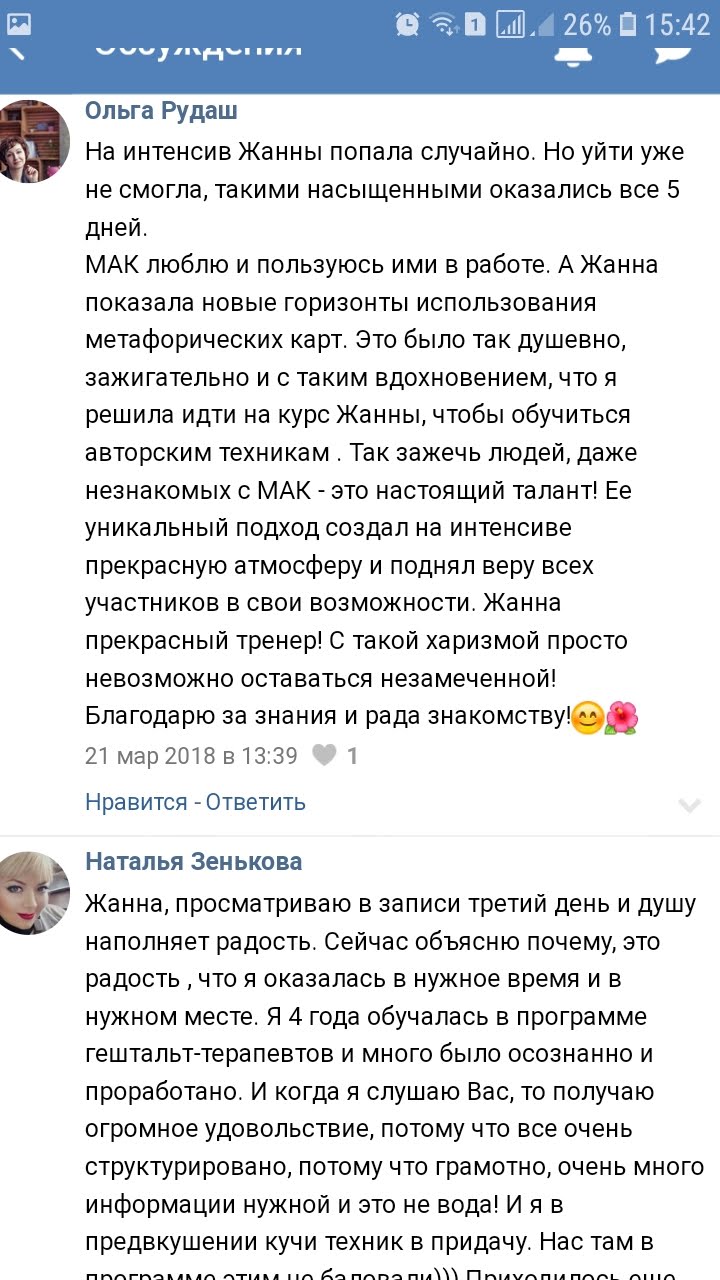 1
26%
15:42
Обсуждения
Ольга Рудаш
На интенсив Жанны попала случайно. Но уйти уже
не смогла, такими насыщенными оказались все 5
дней.
МАК люблю и пользуюсь ими в работе. А Жанна
показала новые горизонты использования
метафорических карт. Это было так душевно,
зажигательно и с таким вдохновением, что я
решила идти на курс Жанны, чтобы обучиться
авторским техникам . Так зажечь людей, даже
незнакомых с МАК - это настоящий талант! Ее
уникальный подход создал на интенсиве
прекрасную атмосферу и поднял веру всех
участников в свои возможности. Жанна
прекрасный тренер! С такой харизмой просто
невозможно оставаться незамеченной!
Благодарю за знания и рада знакомству!😊🌺
21 мар 2018 в 13:39 1
Нравится - Ответить
Наталья Зенькова
Жанна, просматриваю в записи третий день и душу
наполняет радость. Сейчас объясню почему, это
радость , что я оказалась в нужное время и в
нужном месте. Я 4 года обучалась в программе
гештальт-терапевтов и много было осознанно и
проработано. И когда я слушаю Вас, то получаю
огромное удовольствие, потому что все очень
структурировано, потому что грамотно, очень много
информации нужной и это не вода! И я в
предвкушении кучи техник в придачу. Нас там в
программе этим не баловали))) Приходилось еще